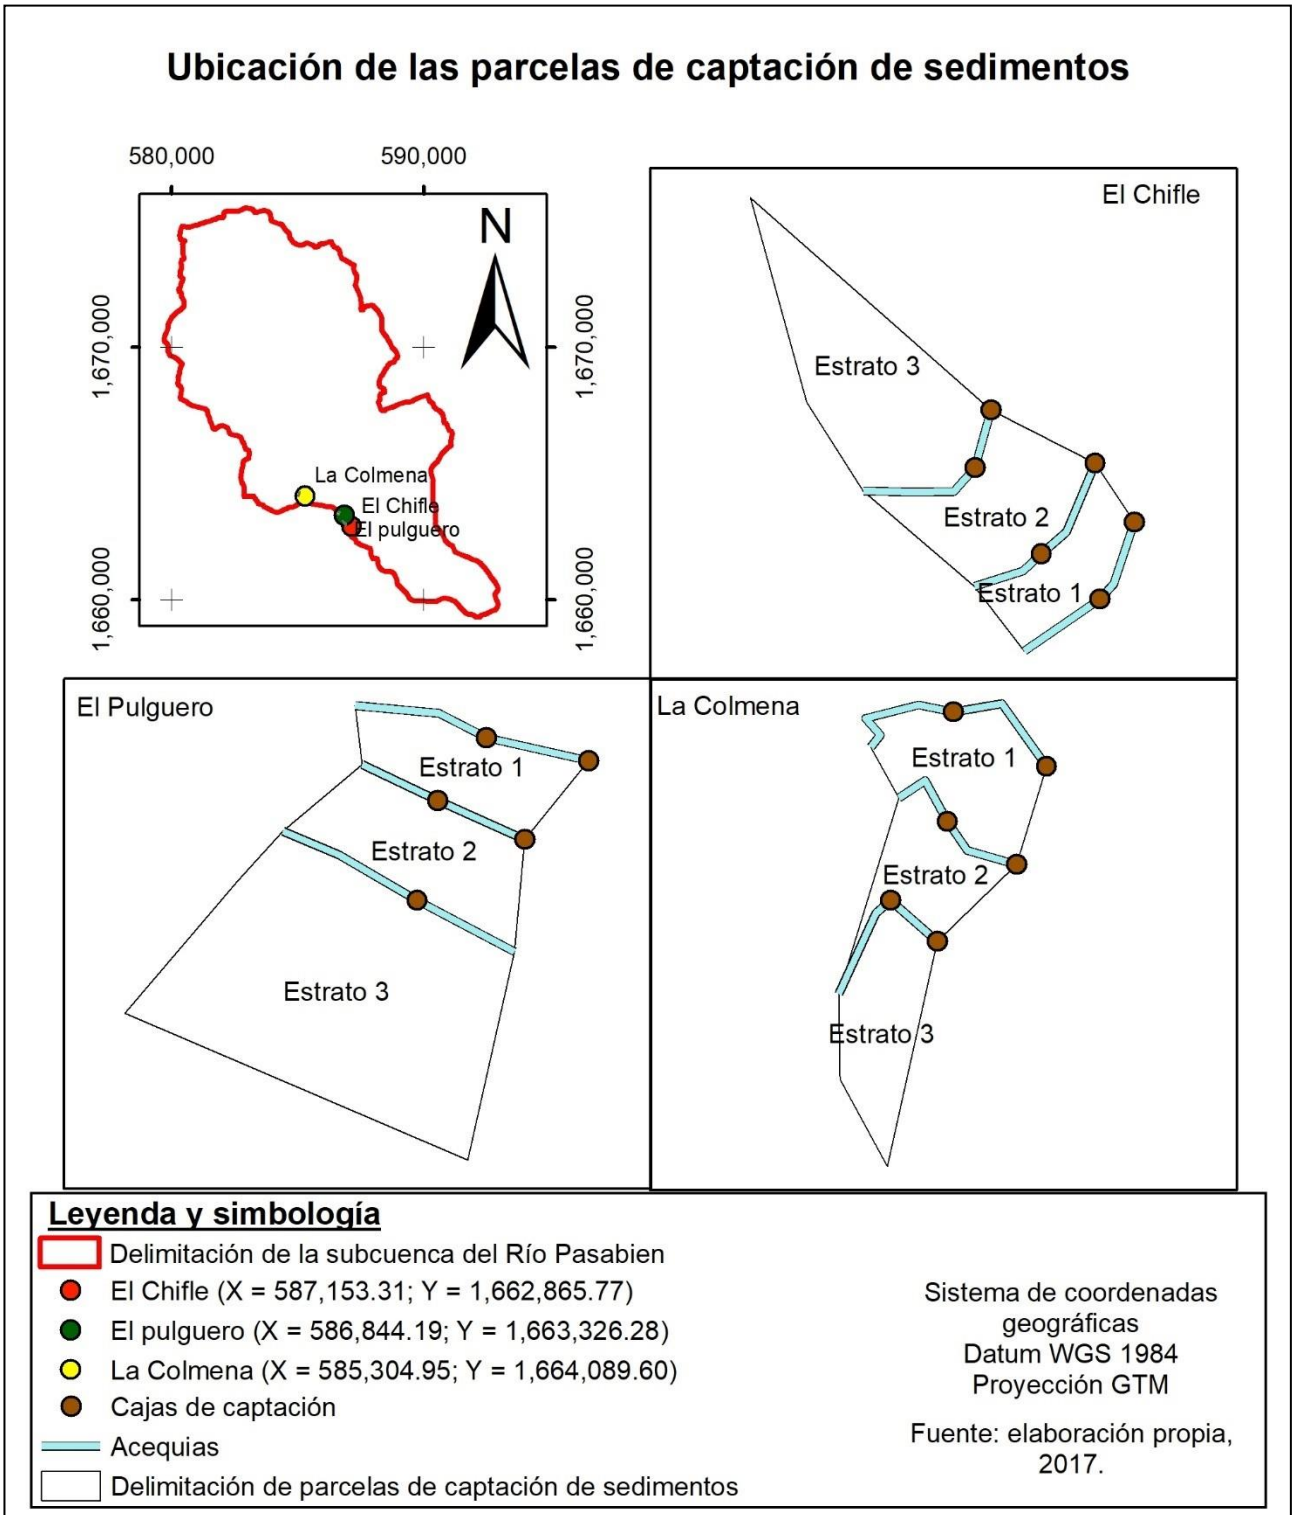 Ubicación de las parcelas de captación de sedimentos
580,000
590,000
1,670,000
1,670,000
1,660,000
1,660,000
N
La Colmena
El Chifle
El pulguero
El Chifle
Estrato 3
Estrato 2
Estrato 1
El Pulguero
Estrato 1
Estrato 2
Estrato 3
La Colmena
Estrato 1
Estrato 2
Estrato 3
Leyenda y simbología
Delimitación de la subcuenca del Río Pasabien
El Chifle (X = 587,153.31; Y = 1,662,865.77)
El pulguero (X = 586,844.19; Y = 1,663,326.28)
La Colmena (X = 585,304.95; Y = 1,664,089.60)
Cajas de captación
Acequias
Delimitación de parcelas de captación de sedimentos
Sistema de coordenadas
geográficas
Datum WGS 1984
Proyección GTM
Fuente: elaboración propia,
2017.